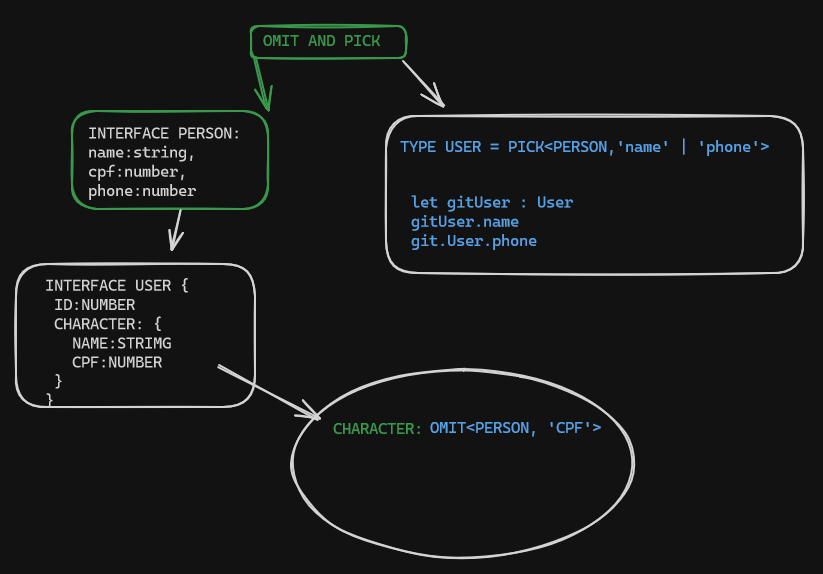 OMIT AND PICK
INTERFACE PERSON:
name:string,
cpf:number,
phone:number
TYPE USER = PICK<PERSON,'name' | 'phone'>
let gitUser : User
gitUser.name
git.User.phone
INTERFACE USER {
ID:NUMBER
CHARACTER: {
NAME:STRIMG
CPF:NUMBER
}
}
CHARACTER: OMIT<PERSON, 'CPF'>